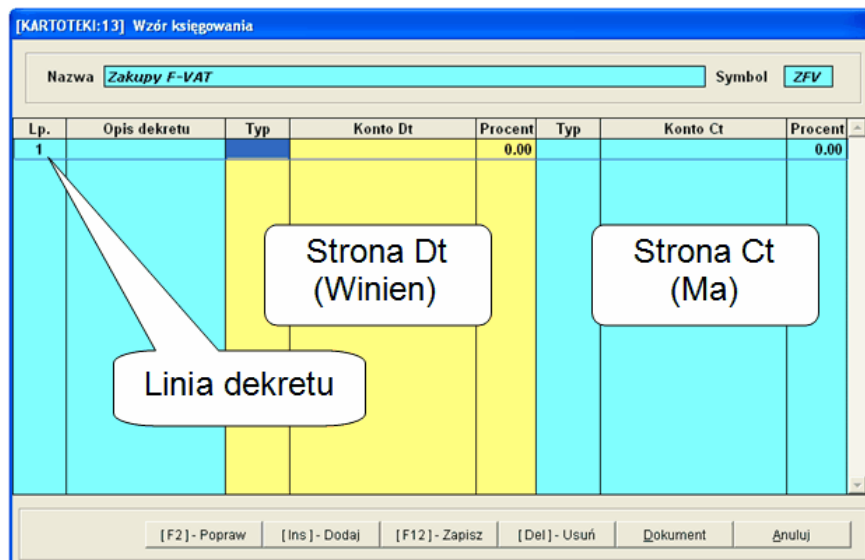 [KARTOTEKI:13] Wzór księgowania
Nazwa Zakupy F-VAT Symbol ZFV
Lp. Opis dekretu Typ Konto Dt Procent Typ Konto Ct Procent
1 0.00 0.00
Strona Dt
(Winien)
Strona Ct
(Ma)
Linia dekretu
[F2]- Popraw [Ins]- Dodaj [F12]- Zapisz [Del]- Usuń Dokument Anuluj